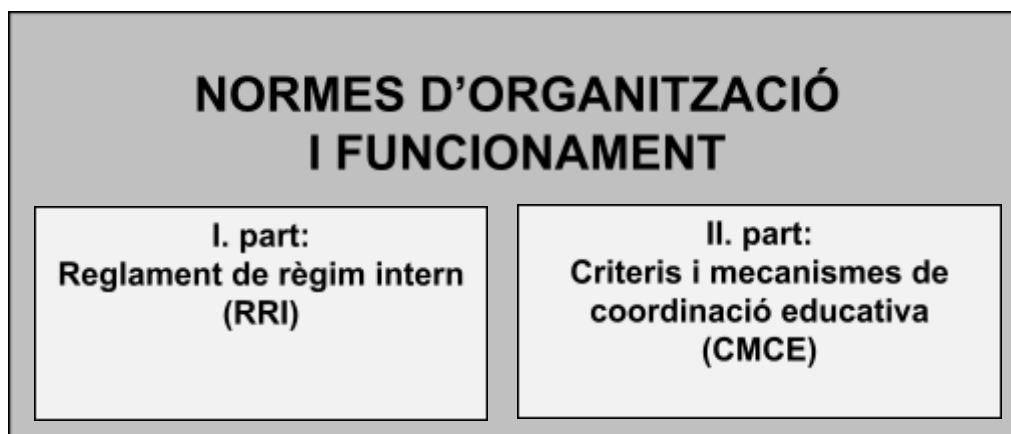 NORMES D’ORGANITZACIÓ
I FUNCIONAMENT
I. part:
Reglament de règim intern
(RRI)
II. part:
Criteris i mecanismes de
coordinació educativa
(CMCE)